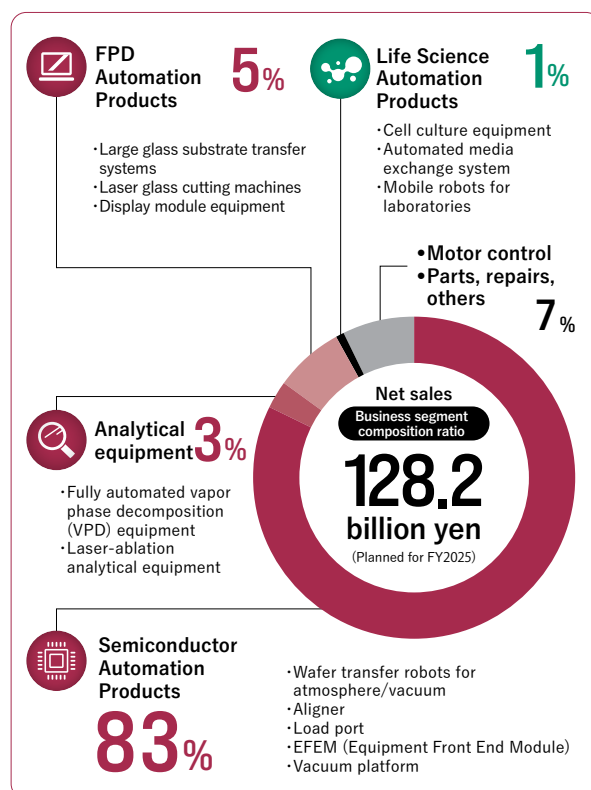 FPD
Automation
Products
5%
・Large glass substrate transfer
systems
・Laser glass cutting machines
・Display module equipment
Life Science
Automation
Products
1%
・Cell culture equipment
・Automated media
exchange system
・Mobile robots for
laboratories
•Motor control
•Parts, repairs,
others
7%
Net sales
Business segment
composition ratio
128.2
billion yen
(Planned for FY2025)
Analytical
equipment
3%
・Fully automated vapor
phase decomposition
(VPD) equipment
・Laser-ablation
analytical equipment
Semiconductor
Automation
Products
83%
・Wafer transfer robots for
atmosphere/vacuum
・Aligner
・Load port
・EFEM (Equipment Front End Module)
・Vacuum platform